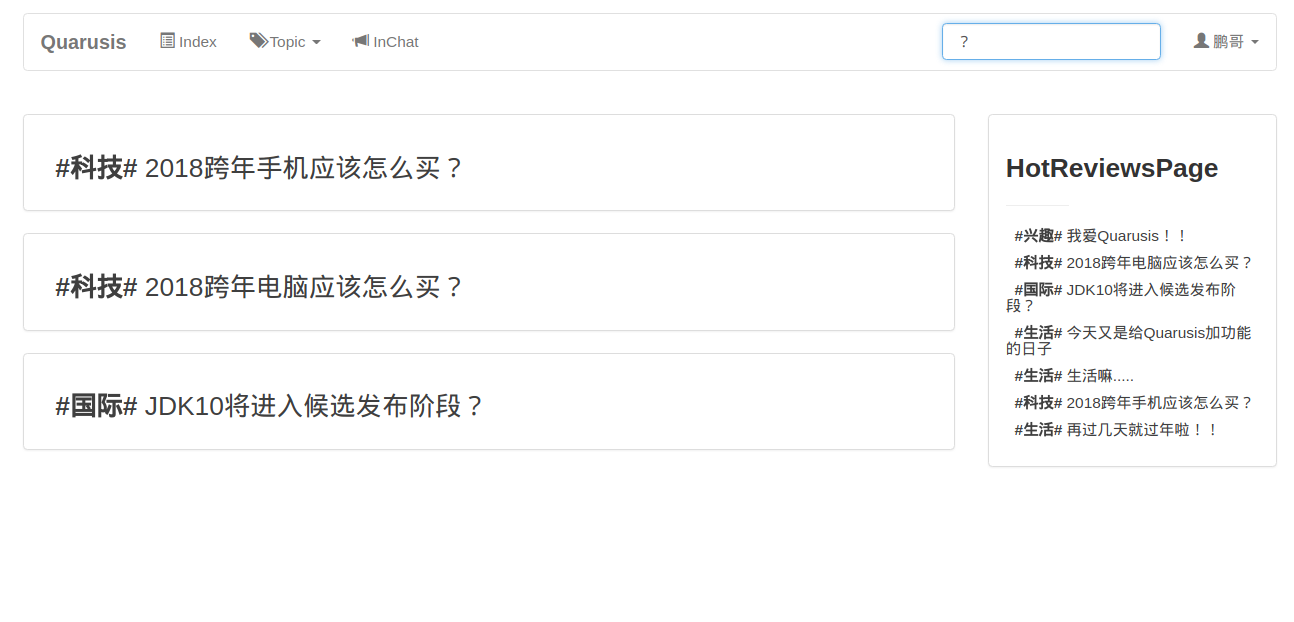 Quarusis Index Topic InChat ？ 鹏哥
#科技# 2018跨年手机应该怎么买？
#科技# 2018跨年电脑应该怎么买？
#国际# JDK10将进入候选发布阶段？
HotReviewsPage
#兴趣# 我爱Quarusis！！
#科技# 2018跨年电脑应该怎么买？
#国际# JDK10将进入候选发布阶
段？
#生活# 今天又是给Quarusis加功能
的日子
#生活# 生活嘛.....
#科技# 2018跨年手机应该怎么买？
#生活# 再过几天就过年啦！！